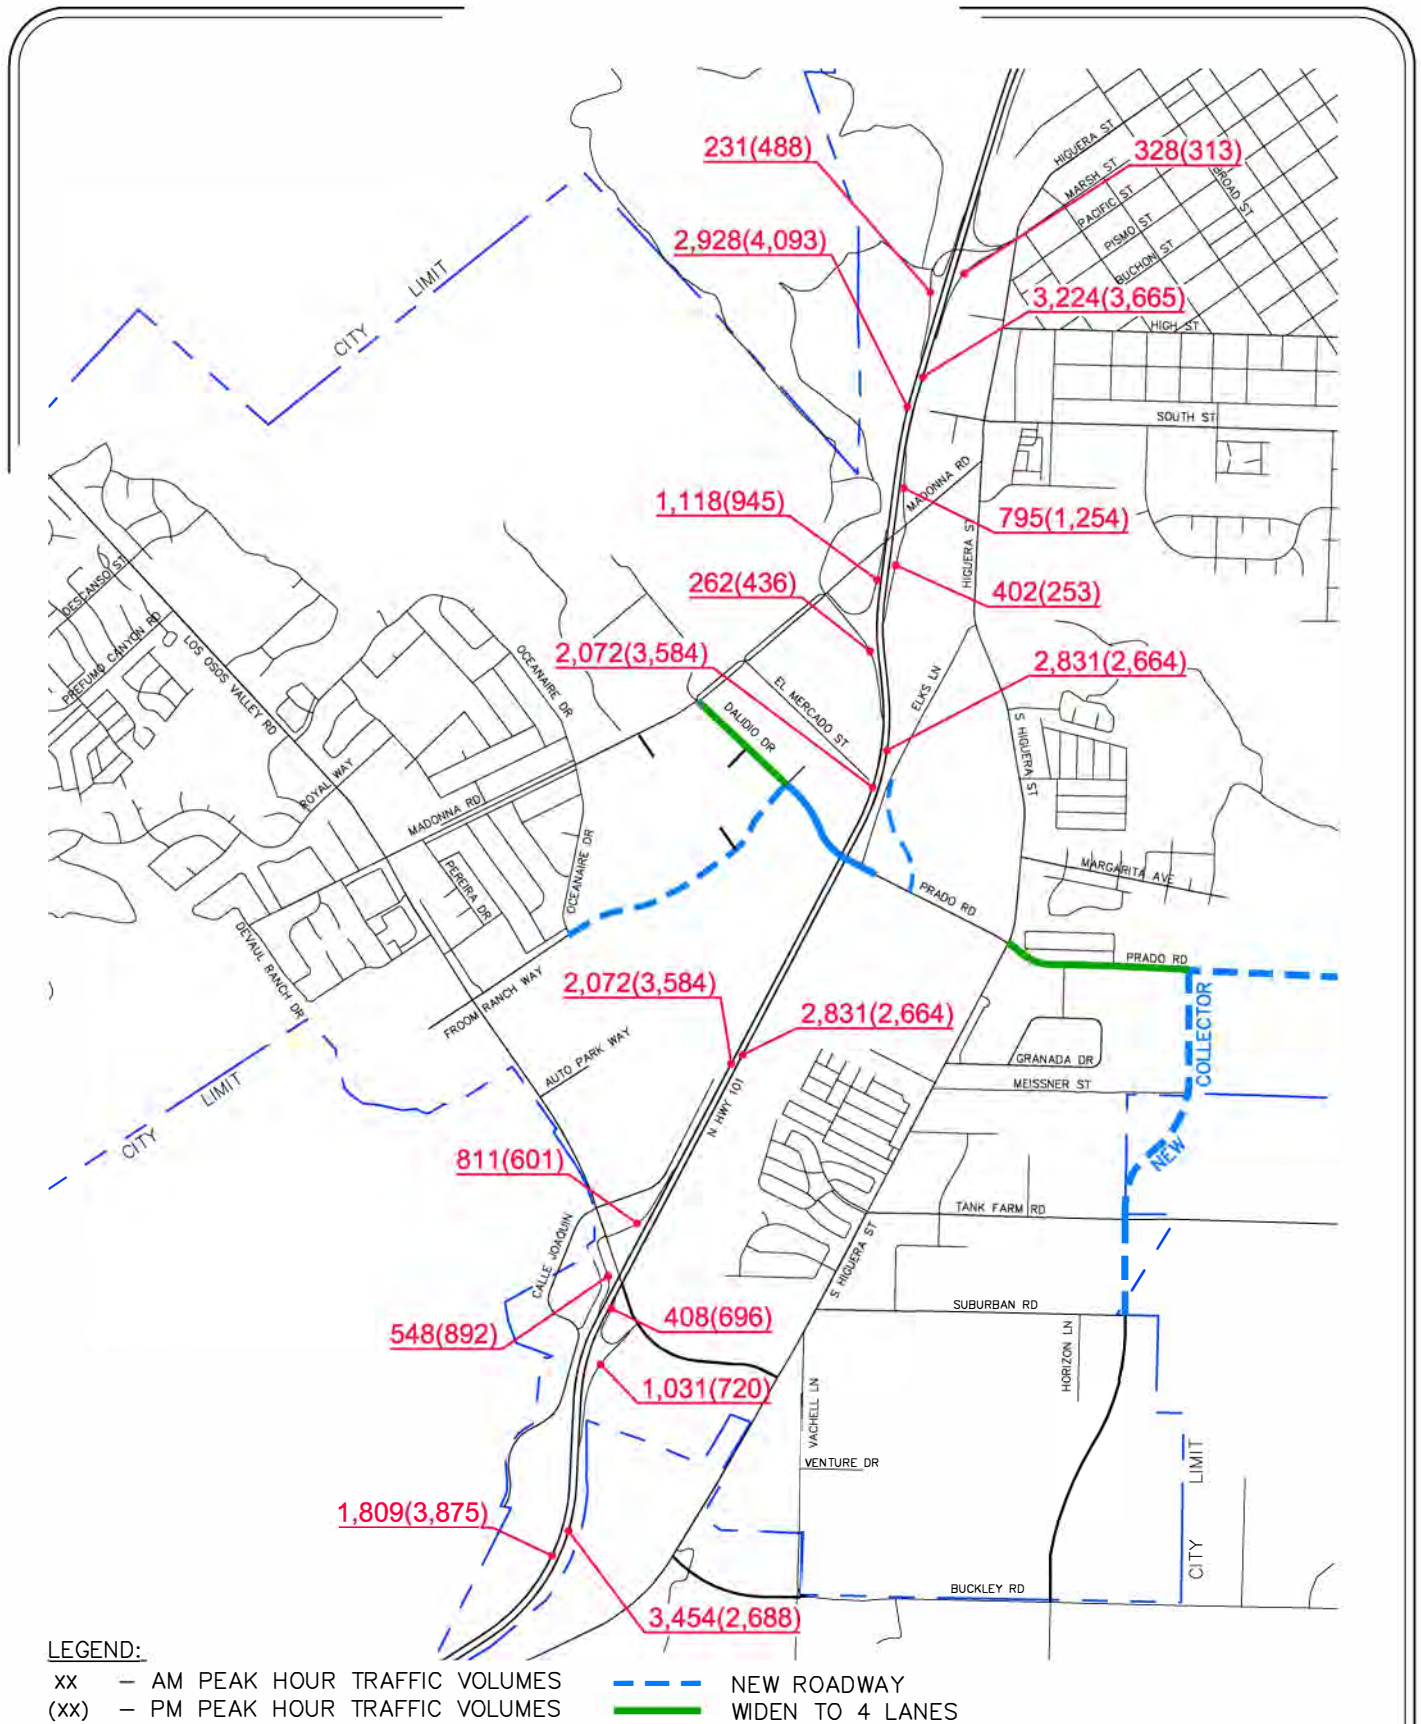 231(488)
HIGUERA ST
328(313)
MARSH ST
BROAD ST
PACIFIC ST
PISMO ST
BUCHON ST
2,928(4,093)
CITY LIMIT
3,224(3,665)
HIGH ST
SOUTH ST
MADONNA RD
1,118(945)
795(1,254)
HIGUERA ST
DESCANSO ST
262(436)
402(253)
PREFUMO CANYON RD
LOS OSOS VALLEY RD
OCEANAIRE DR
2,072(3,584)
2,831(2,664)
ELKS LN
EL MERCADO ST
DALIDIO DR
S HIGUERA ST
ROYAL WAY
MADONNA RD
OCEANAIRE DR
PEREIRA DR
MARGARITA AVE
PRADO RD
DEVAUL RANCH DR
PRADO RD
FROOM RANCH WAY
2,072(3,584)
2,831(2,664)
COLLECTOR
NEW
AUTO PARK WAY
GRANADA DR
MEISSNER ST
N HWY 101
CITY LIMIT
811(601)
TANK FARM RD
CALLE JOAQUIN
S HIGUERA ST
SUBURBAN RD
408(696)
548(892)
HORIZON LN
1,031(720)
VACHELL LN
VENTURE DR
CITY LIMIT
1,809(3,875)
BUCKLEY RD
3,454(2,688)
LEGEND:
XX – AM PEAK HOUR TRAFFIC VOLUMES
NEW ROADWAY
(XX) – PM PEAK HOUR TRAFFIC VOLUMES
WIDEN TO 4 LANES